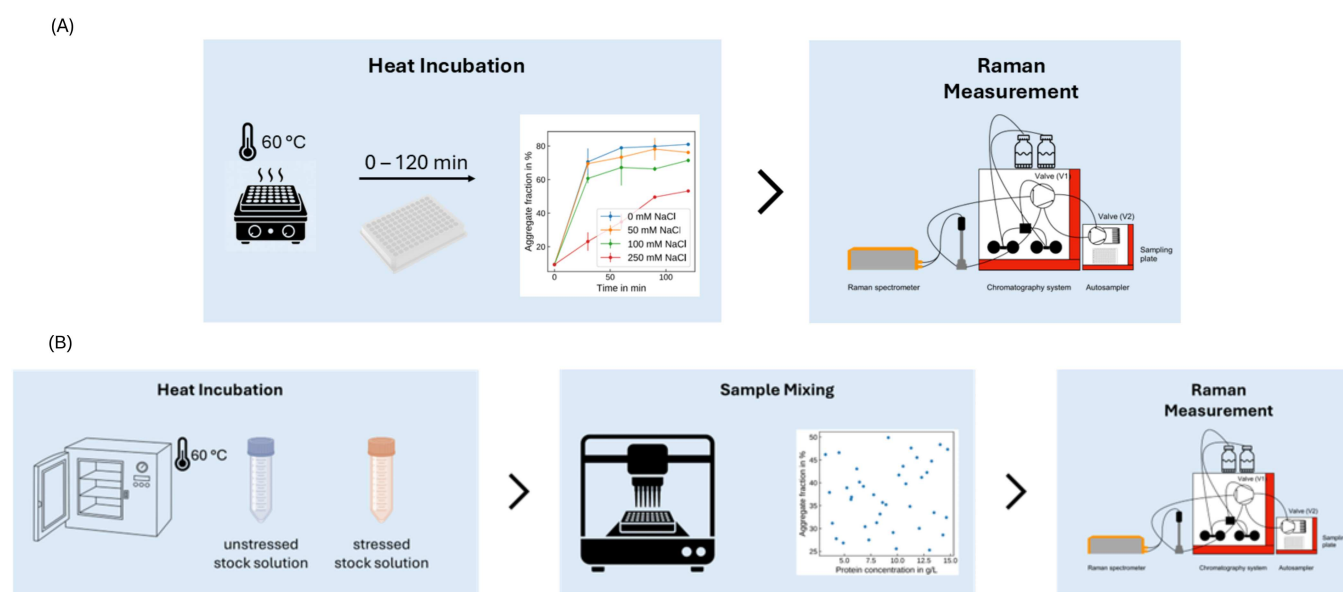 (A)
Heat Incubation
60 °C
0 – 120 min
Aggregate fraction in %
80
60
40
20
0 mM NaCl
50 mM NaCl
100 mM NaCl
250 mM NaCl
0
50
100
Time in min
Raman
Measurement
Valve (V1)
Valve (V2)
Sampling
plate
Raman spectrometer
Chromatography system
Autosampler
(B)
Heat Incubation
60 °C
unstressed
stock solution
stressed
stock solution
Sample Mixing
Aggregate fraction in %
50
45
40
35
30
25
5.0
7.5
10.0
12.5
15.0
Protein concentration in g/L
Raman
Measurement
Valve (V1)
Valve (V2)
Sampling
plate
Raman spectrometer
Chromatography system
Autosampler